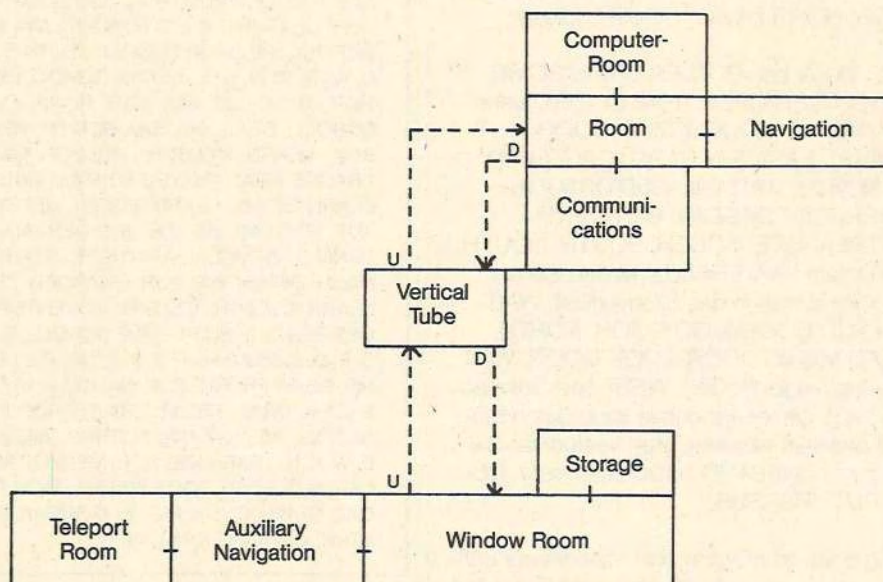 Computer-
Room
Room
Navigation
D
Communi-
cations
U
Vertical
Tube
D
Storage
U
Teleport
Room
Auxiliary
Navigation
Window Room